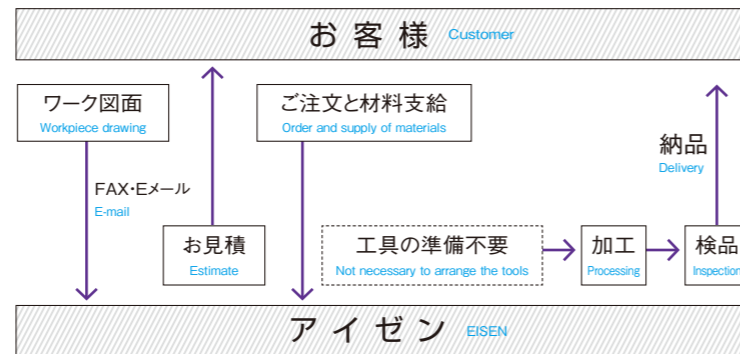 お客様 Customer
ワーク図面
Workpiece drawing
ご注文と材料支給
Order and supply of materials
納品
Delivery
FAX・Eメール
E-mail
お見積
Estimate
工具の準備不要
Not necessary to arrange the tools
加工
Processing
検品
Inspection
アイゼン EISEN